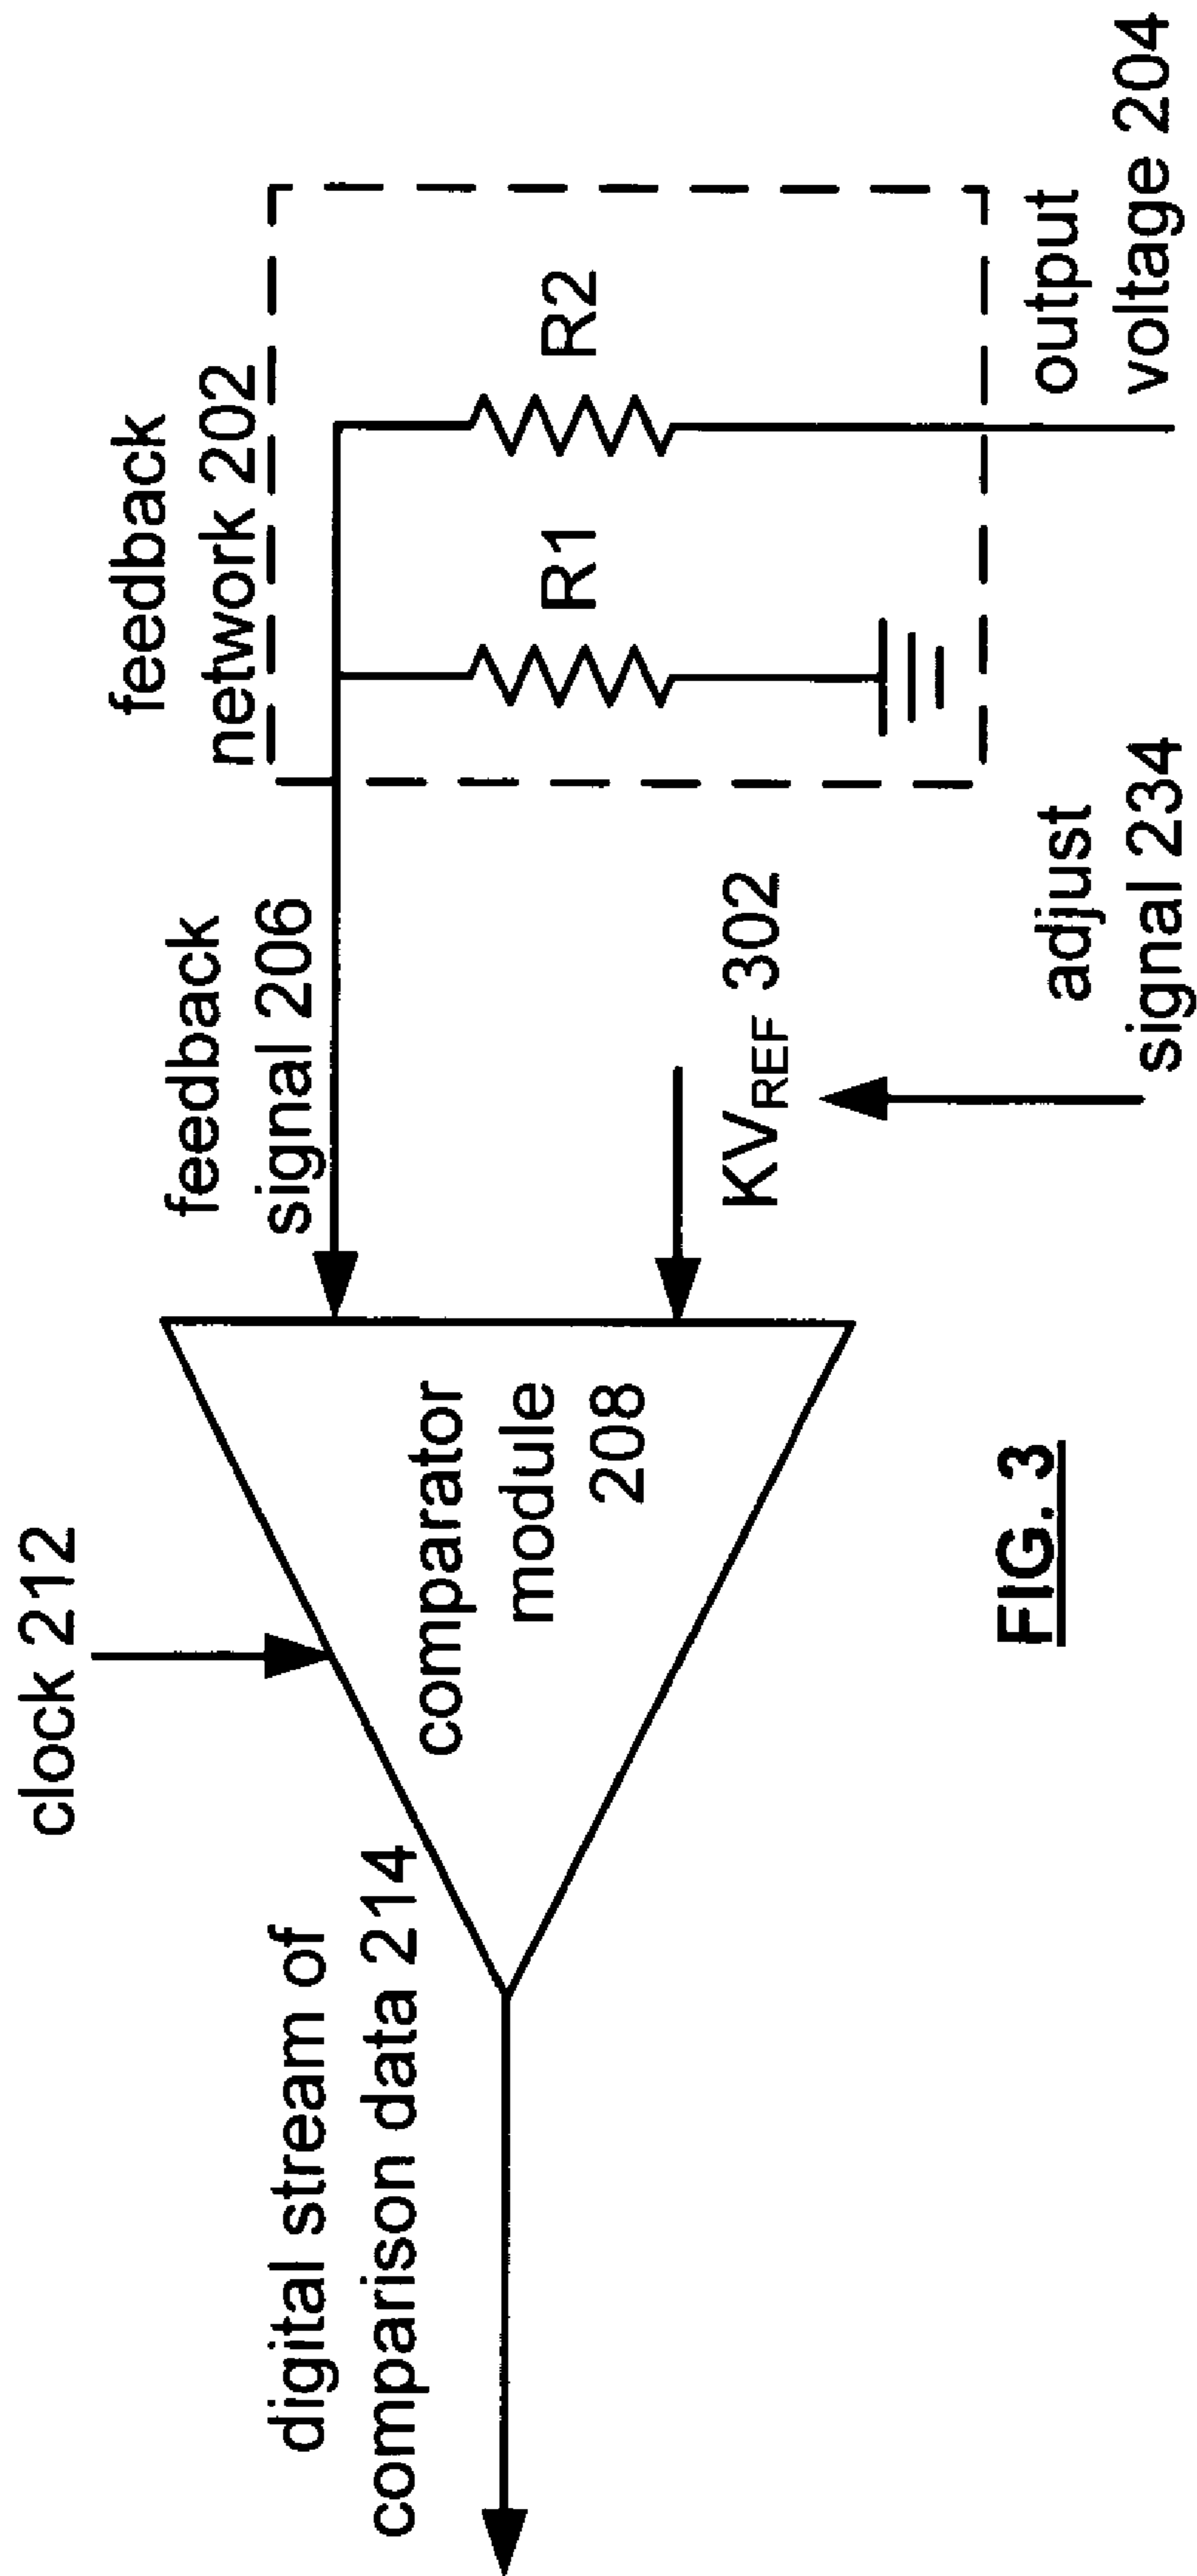 clock 212
digital stream of
comparison data 214
comparator
module
208
feedback
signal 206
KV_REF 302
adjust
signal 234
feedback
network 202
R1
R2
output
voltage 204
FIG. 3